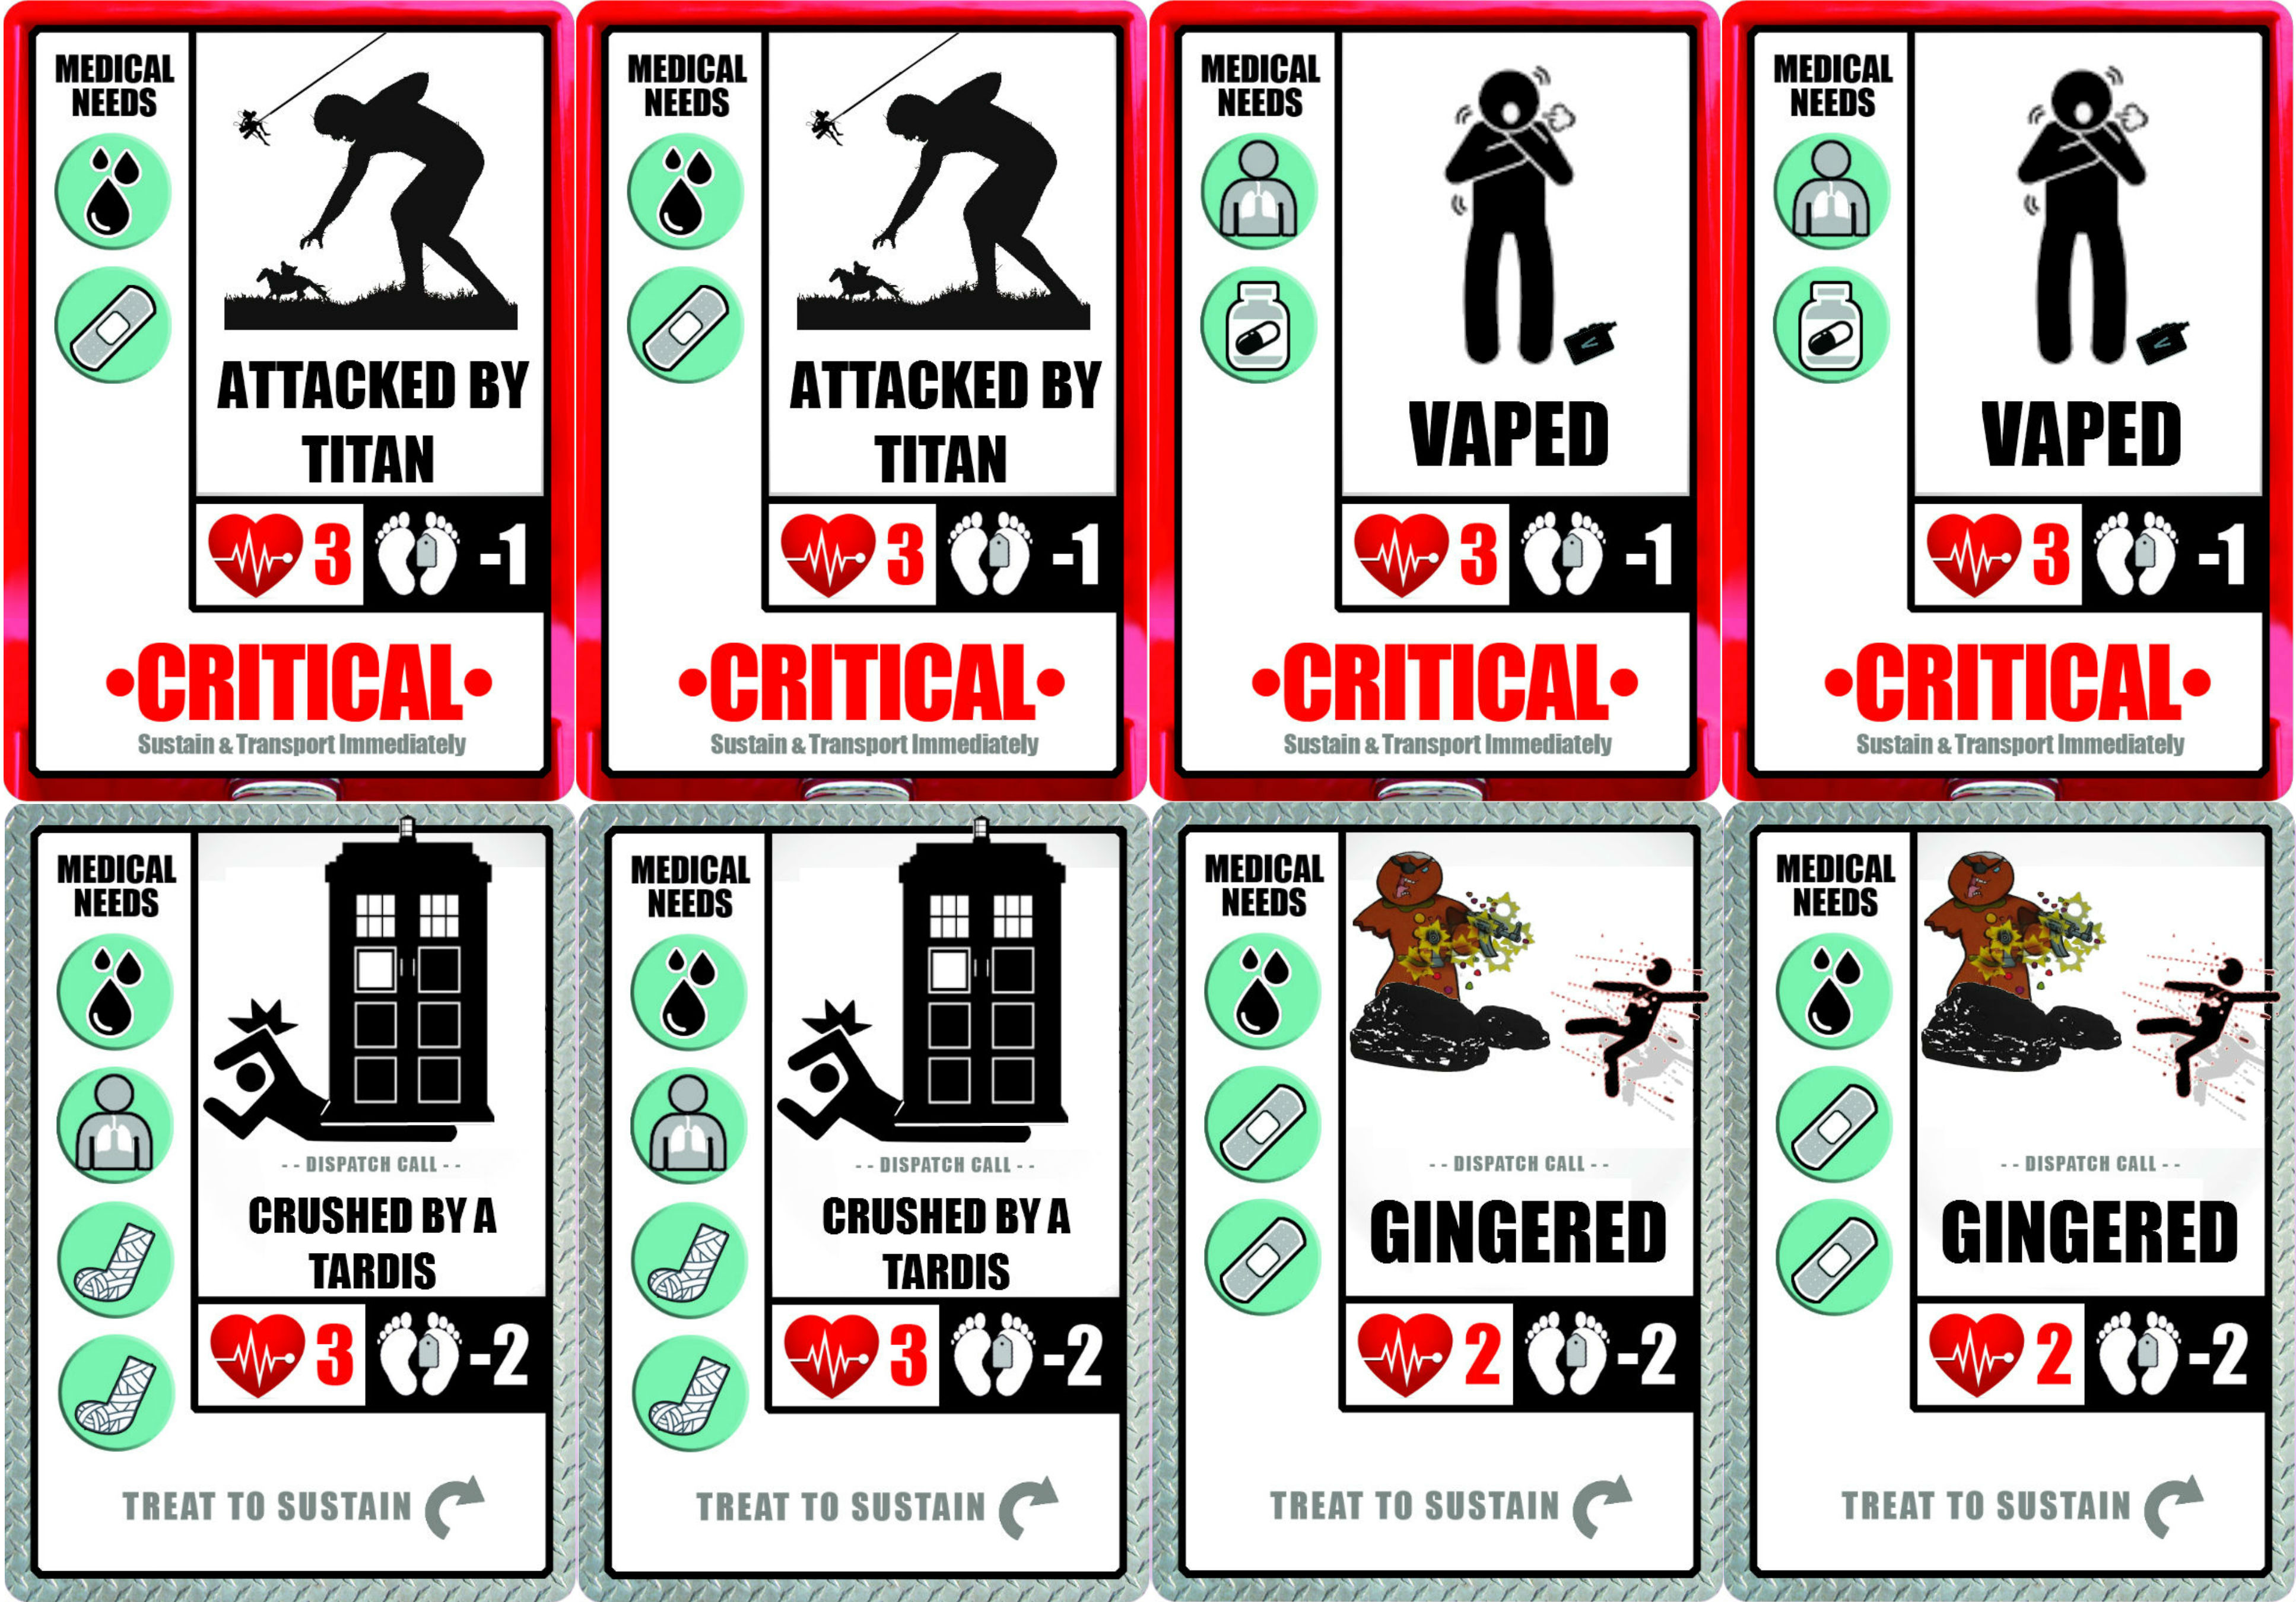 MEDICAL
NEEDS
ATTACKED BY
TITAN
3
-1
•CRITICAL•
Sustain & Transport Immediately
MEDICAL
NEEDS
ATTACKED BY
TITAN
3
-1
•CRITICAL•
Sustain & Transport Immediately
MEDICAL
NEEDS
VAPED
3
-1
•CRITICAL•
Sustain & Transport Immediately
MEDICAL
NEEDS
VAPED
3
-1
•CRITICAL•
Sustain & Transport Immediately
MEDICAL
NEEDS
- - DISPATCH CALL - -
CRUSHED BY A
TARDIS
3
-2
TREAT TO SUSTAIN
MEDICAL
NEEDS
- - DISPATCH CALL - -
CRUSHED BY A
TARDIS
3
-2
TREAT TO SUSTAIN
MEDICAL
NEEDS
- - DISPATCH CALL - -
GINGERED
2
-2
TREAT TO SUSTAIN
MEDICAL
NEEDS
- - DISPATCH CALL - -
GINGERED
2
-2
TREAT TO SUSTAIN